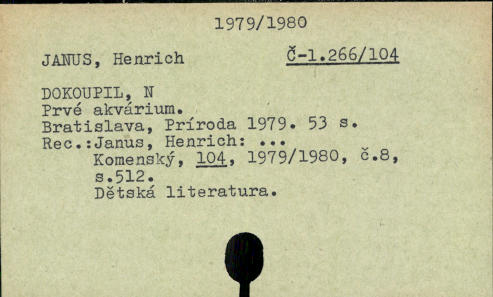 1979/1980
JANUS, Henrich Č-1.266/104
DOKOUPIL, N
Prvé akvárium.
Bratislava, Príroda 1979. 53 s.
Rec.:Janus, Henrich: ...
Komenský, 104, 1979/1980, č.8,
s.512.
Dětská literatura.